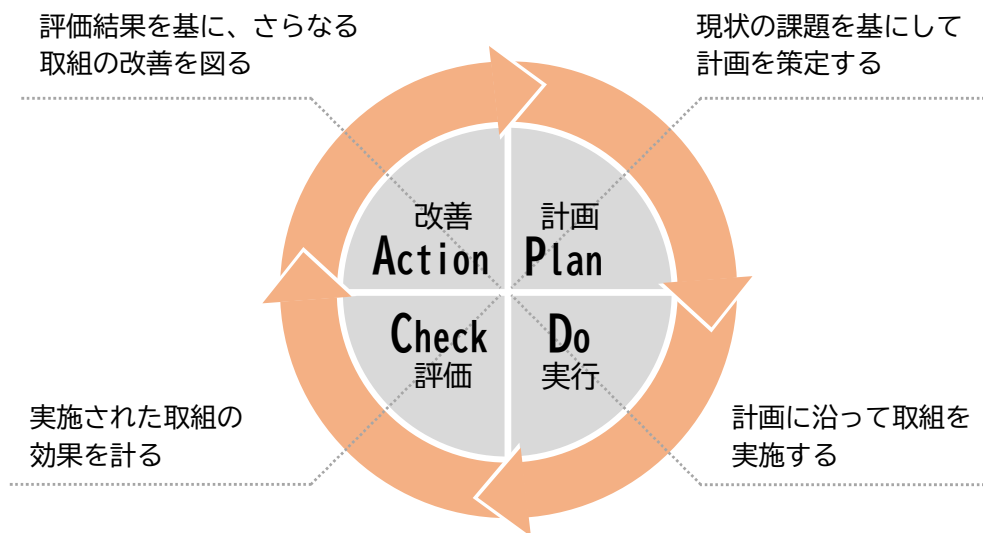 評価結果を基に、さらなる
取組の改善を図る
現状の課題を基にして
計画を策定する
改善
Action
計画
Plan
Check
評価
Do
実行
実施された取組の
効果を計る
計画に沿って取組を
実施する